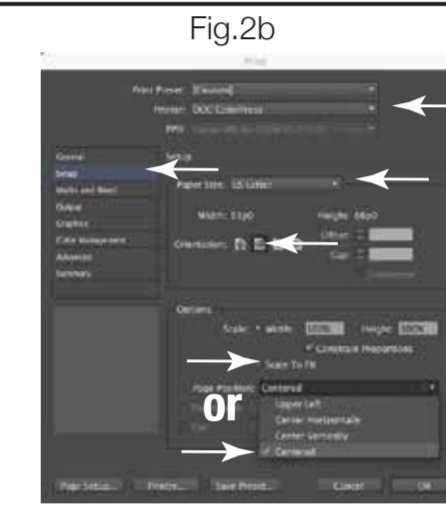 Fig.2b
Print
Print Preset: [Custom]
Printer: DOC ColorPress
PPD:
General
Setup
Setup
Marks and Bleed
Output
Graphics
Color Management
Advanced
Summary
Paper Size: US Letter
Width: 51p0 Height: 66p0
Orientation: Offset:
Gap:
Options
Scale: Width: 100% Height: 100%
Constrain Proportions
Scale To Fit
Page Position: Centered
or
Upper Left
Center Horizontally
Center Vertically
Centered
Page Setup... Printer... Save Preset... Cancel OK